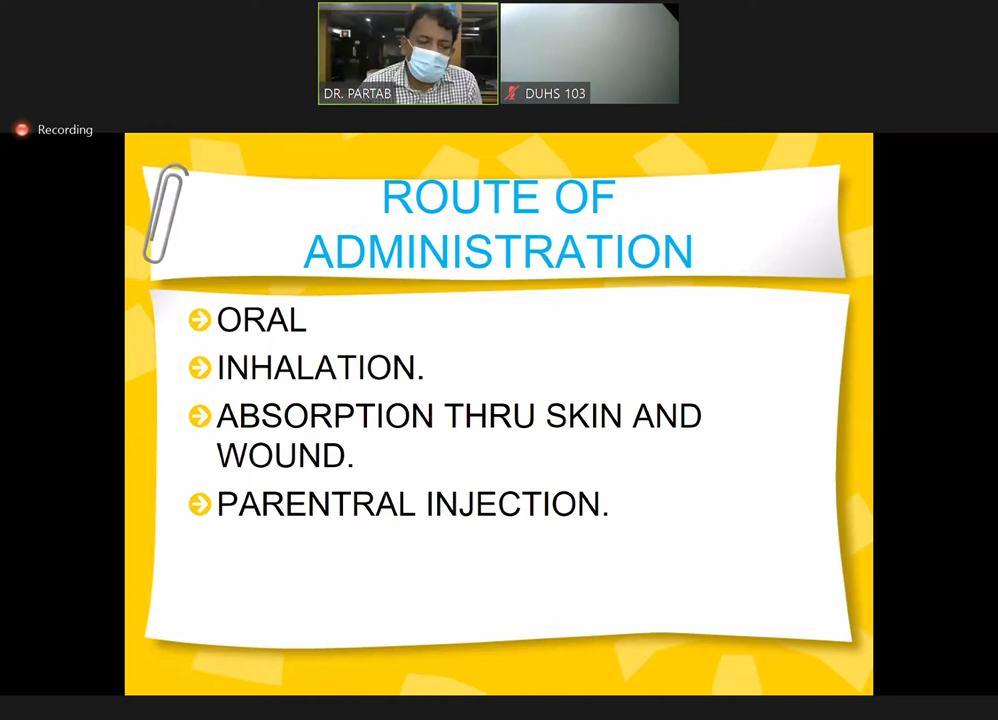 DR. PARTAB
DUHS 103
Recording
ROUTE OF
ADMINISTRATION
ORAL
INHALATION.
ABSORPTION THRU SKIN AND
WOUND.
PARENTRAL INJECTION.